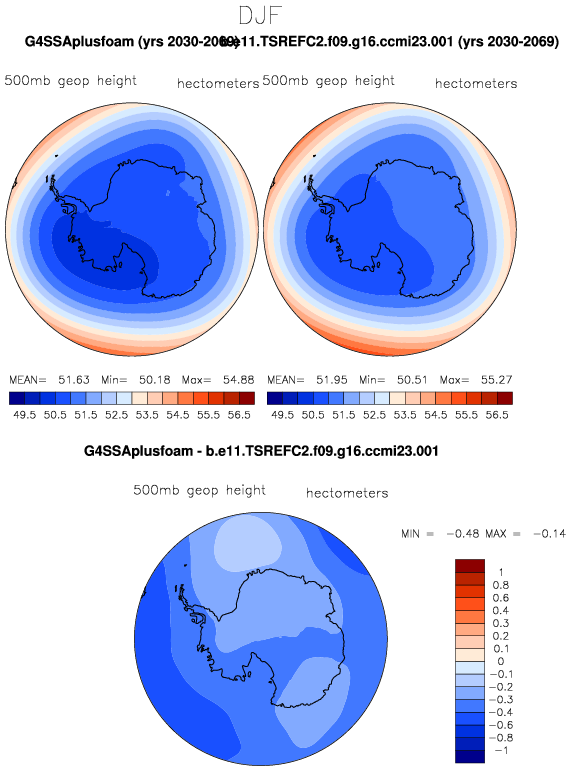 DJF
G4SSAplusfoam (yrs 2030-2069)
b.e11.TSREFC2.f09.g16.ccmi23.001 (yrs 2030-2069)
500mb geop height hectometers
500mb geop height hectometers
MEAN= 51.63 Min= 50.18 Max= 54.88
MEAN= 51.95 Min= 50.51 Max= 55.27
49.5 50.5 51.5 52.5 53.5 54.5 55.5 56.5
49.5 50.5 51.5 52.5 53.5 54.5 55.5 56.5
G4SSAplusfoam - b.e11.TSREFC2.f09.g16.ccmi23.001
500mb geop height hectometers
MIN = -0.48 MAX = -0.14
1
0.8
0.6
0.4
0.3
0.2
0.1
0
-0.1
-0.2
-0.3
-0.4
-0.6
-0.8
-1